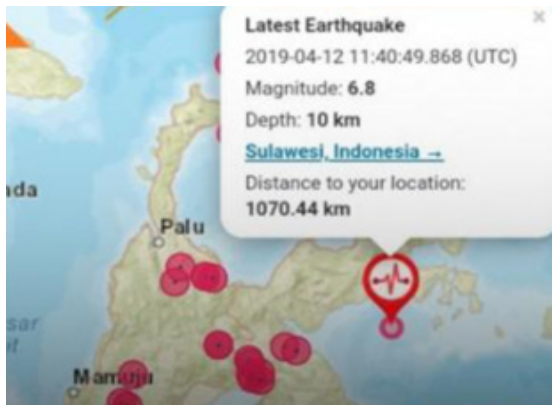 Latest Earthquake
2019-04-12 11:40:49.868 (UTC)
Magnitude: 6.8
Depth: 10 km
Sulawesi, Indonesia →
Distance to your location:
1070.44 km
Palu
Mamuju